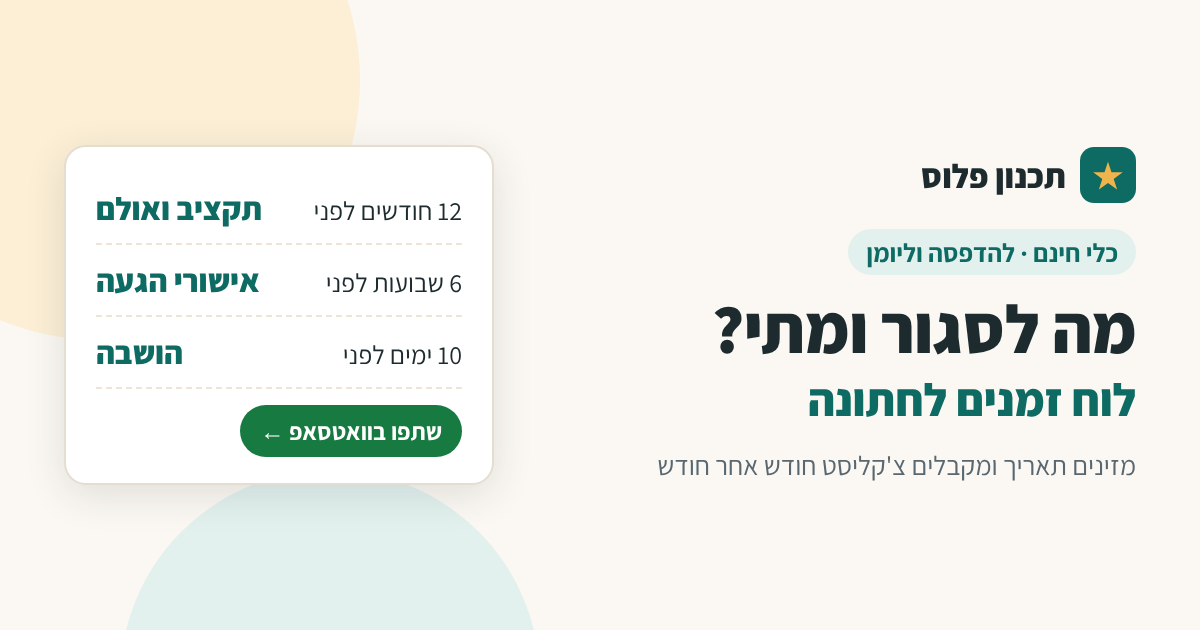 תכנון פלוס
כלי חינם · להדפסה וליומן
מה לסגור ומתי?
לוח זמנים לחתונה
מזינים תאריך ומקבלים צ'קליסט חודש אחר חודש
12 חודשים לפני תקציב ואולם
6 שבועות לפני אישורי הגעה
10 ימים לפני הושבה
שתפו בוואטסאפ ←